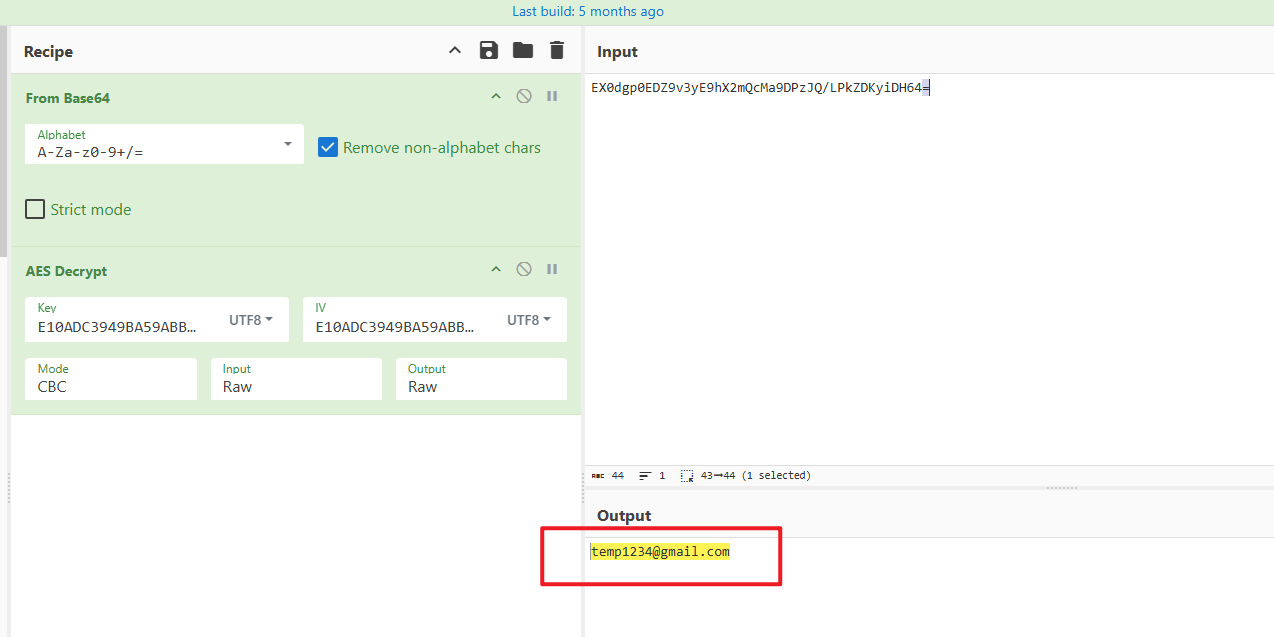 Last build: 5 months ago
Recipe
From Base64
Alphabet
A-Za-z0-9+/=
Remove non-alphabet chars
Strict mode
AES Decrypt
Key
E10ADC3949BA59ABB...
UTF8
IV
E10ADC3949BA59ABB...
UTF8
Mode
CBC
Input
Raw
Output
Raw
Input
EX0dgp0EDZ9v3yE9hX2mQcMa9DPzJQ/LPkZDKyiDH64=
ABC 44
1
43→44 (1 selected)
Output
temp1234@gmail.com